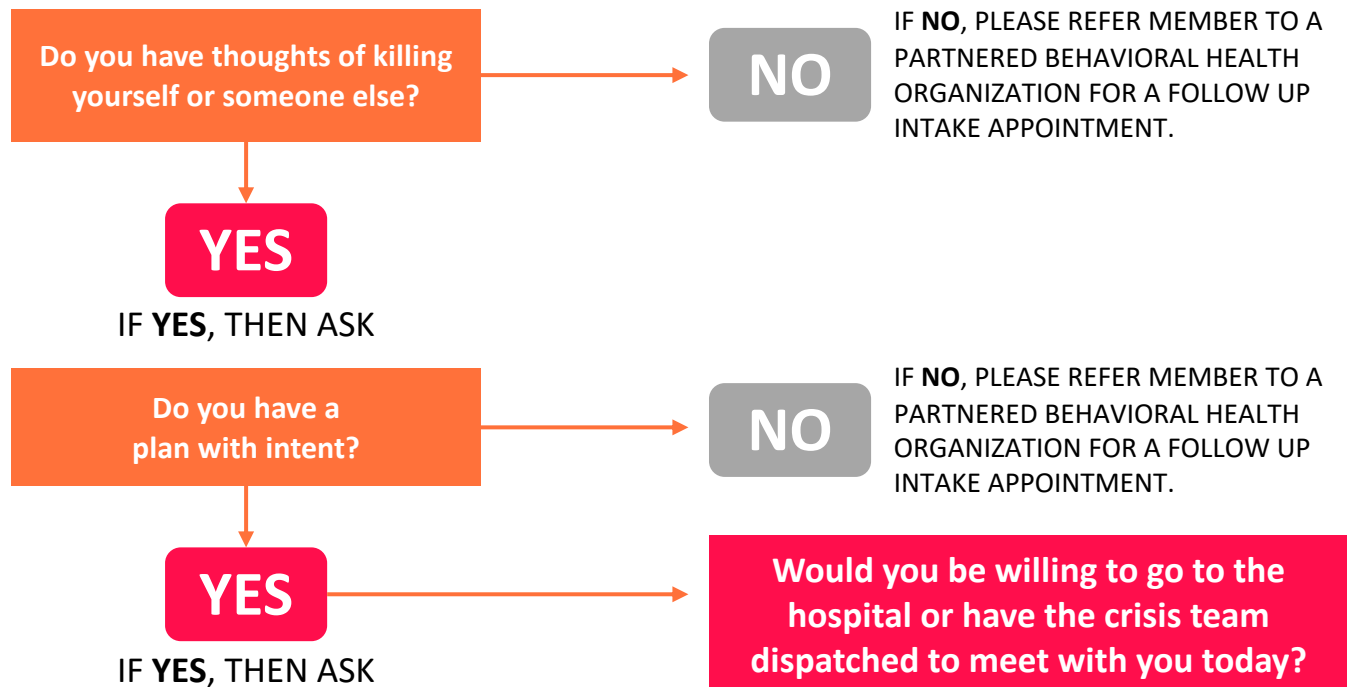 Do you have thoughts of killing
yourself or someone else?
NO
IF NO, PLEASE REFER MEMBER TO A
PARTNERED BEHAVIORAL HEALTH
ORGANIZATION FOR A FOLLOW UP
INTAKE APPOINTMENT.
YES
IF YES, THEN ASK
Do you have a
plan with intent?
NO
IF NO, PLEASE REFER MEMBER TO A
PARTNERED BEHAVIORAL HEALTH
ORGANIZATION FOR A FOLLOW UP
INTAKE APPOINTMENT.
YES
IF YES, THEN ASK
Would you be willing to go to the
hospital or have the crisis team
dispatched to meet with you today?